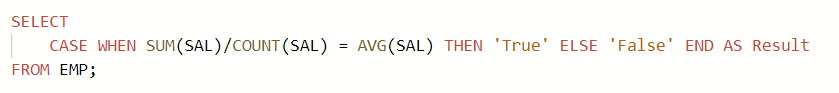 SELECT
    CASE WHEN SUM(SAL)/COUNT(SAL) = AVG(SAL) THEN 'True' ELSE 'False' END AS Result
FROM EMP;